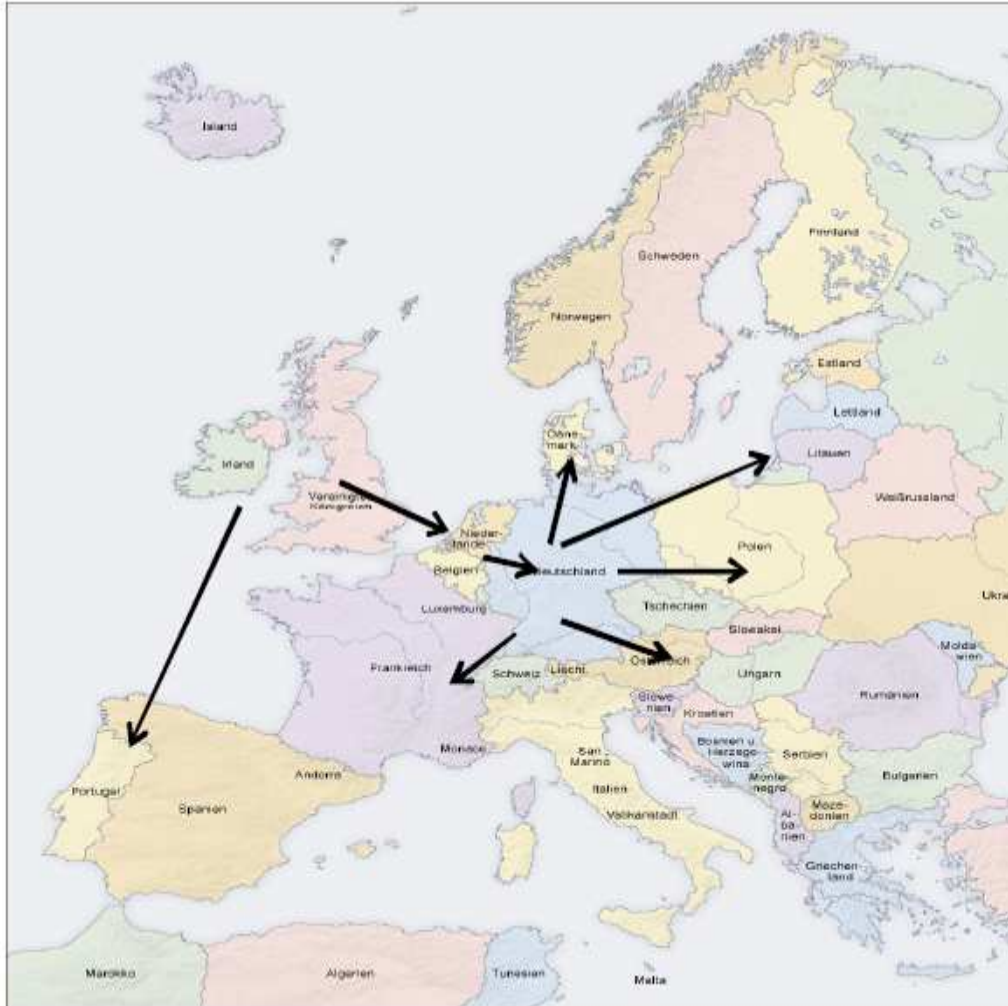 Island
Finnland
Schweden
Norwegen
Estland
Lettland
Däne-
mark
Litauen
Irland
Weißrussland
Vereinigtes
Königreich
Nieder-
lande
Polen
Belgien
Deutschland
Ukra
Luxemburg
Tschechien
Slowakei
Moldа-
wien
Österreich
Frankreich
Schweiz
Liecht.
Ungarn
Rumänien
Slowe-
nien
Kroatien
Monaco
San
Marino
Bosnien u.
Herzego
wina
Serbien
Andorra
Bulgarien
Monte-
negro
Portugal
Italien
Spanien
Vatikanstadt
Maze-
donien
Al-
ba-
nien
Griechen-
land
Marokko
Algerien
Tunesien
Malta